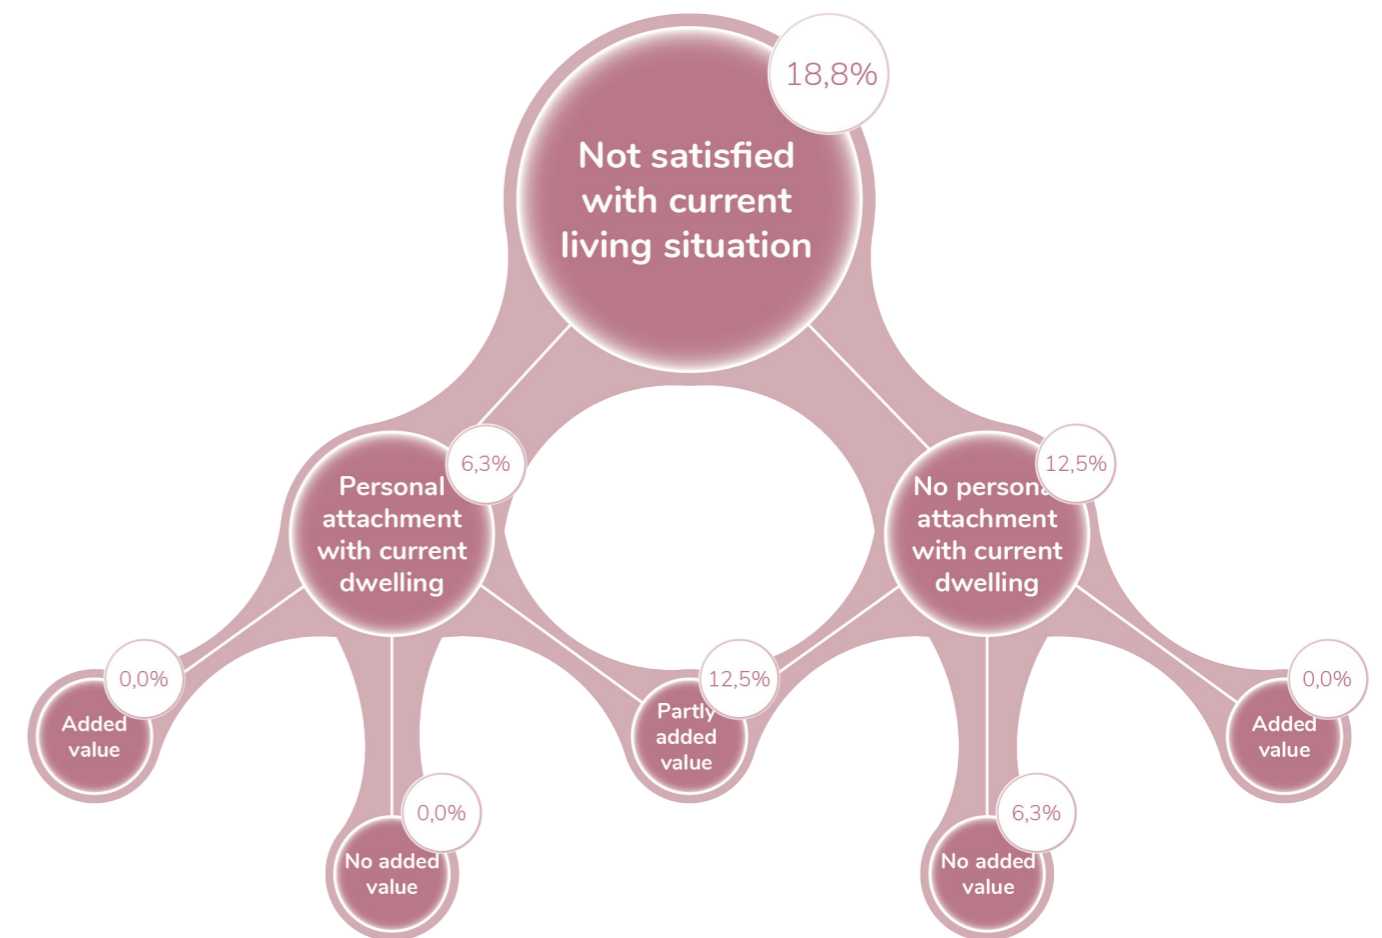 18,8%
Not satisfied
with current
living situation
6,3%
Personal
attachment
with current
dwelling
12,5%
No persona
attachment
with current
dwelling
0,0%
Added
value
0,0%
No added
value
12,5%
Partly
added
value
6,3%
No added
value
0,0%
Added
value